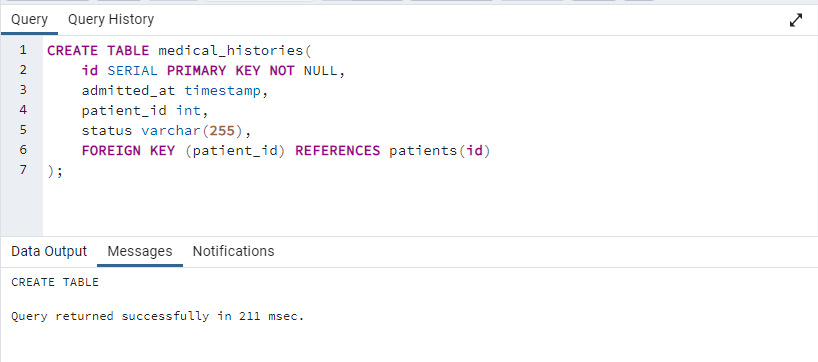 Query Query History
1 CREATE TABLE medical_histories(
2 id SERIAL PRIMARY KEY NOT NULL,
3 admitted_at timestamp,
4 patient_id int,
5 status varchar(255),
6 FOREIGN KEY (patient_id) REFERENCES patients(id)
7 );
Data Output Messages Notifications
CREATE TABLE
Query returned successfully in 211 msec.